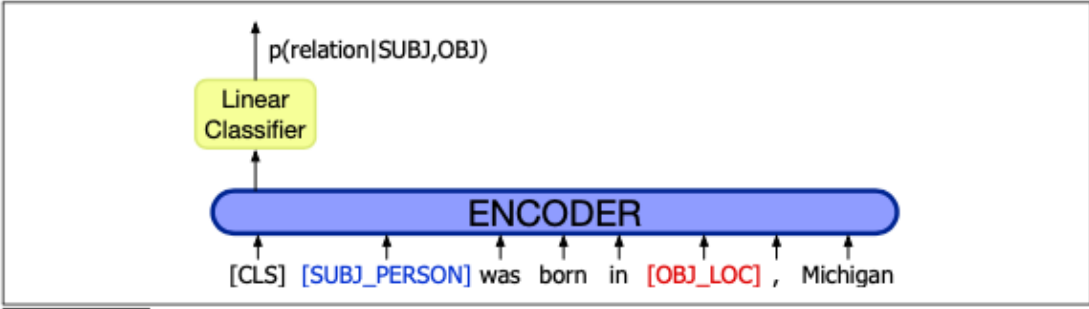 p(relation|SUBJ,OBJ)
Linear
Classifier
ENCODER
[CLS] [SUBJ_PERSON] was born in [OBJ_LOC] , Michigan